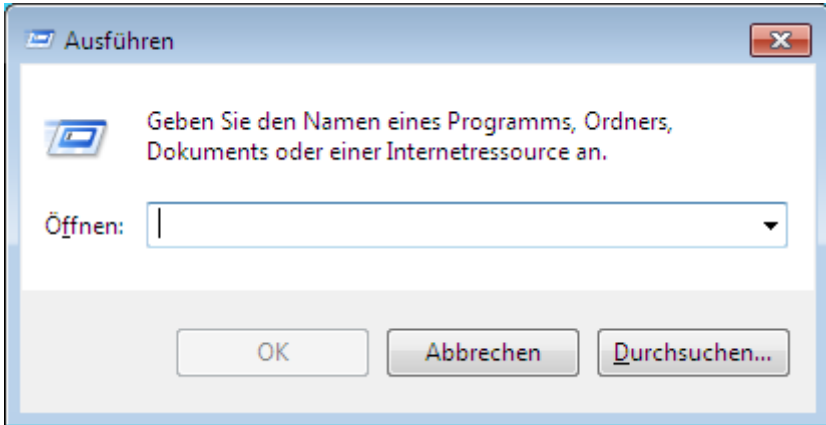 Ausführen
Geben Sie den Namen eines Programms, Ordners,
Dokuments oder einer Internetressource an.
Öffnen:
OK Abbrechen Durchsuchen...